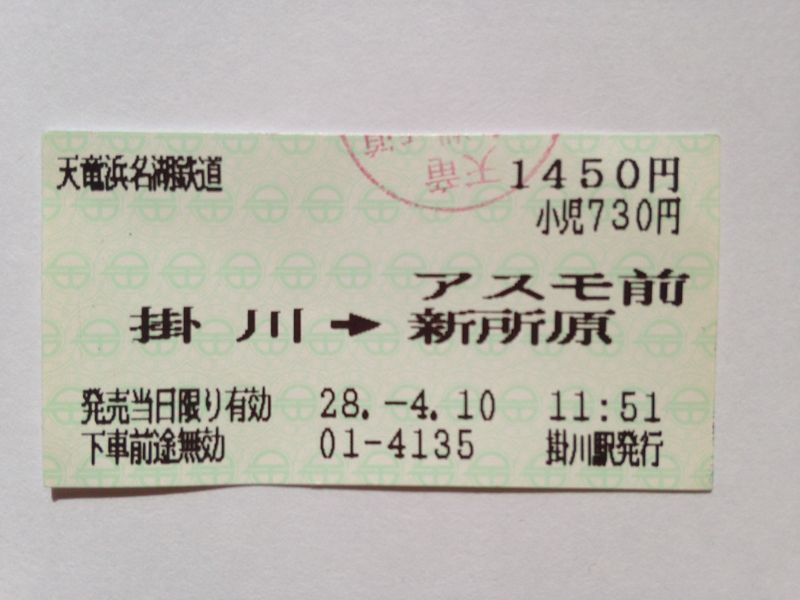 天竜浜名湖鉄道
1450円
小児730円
掛川→アスモ前
新所原
発売当日限り有効 28.-4.10 11:51
下車前途無効 01-4135 掛川駅発行
天竜